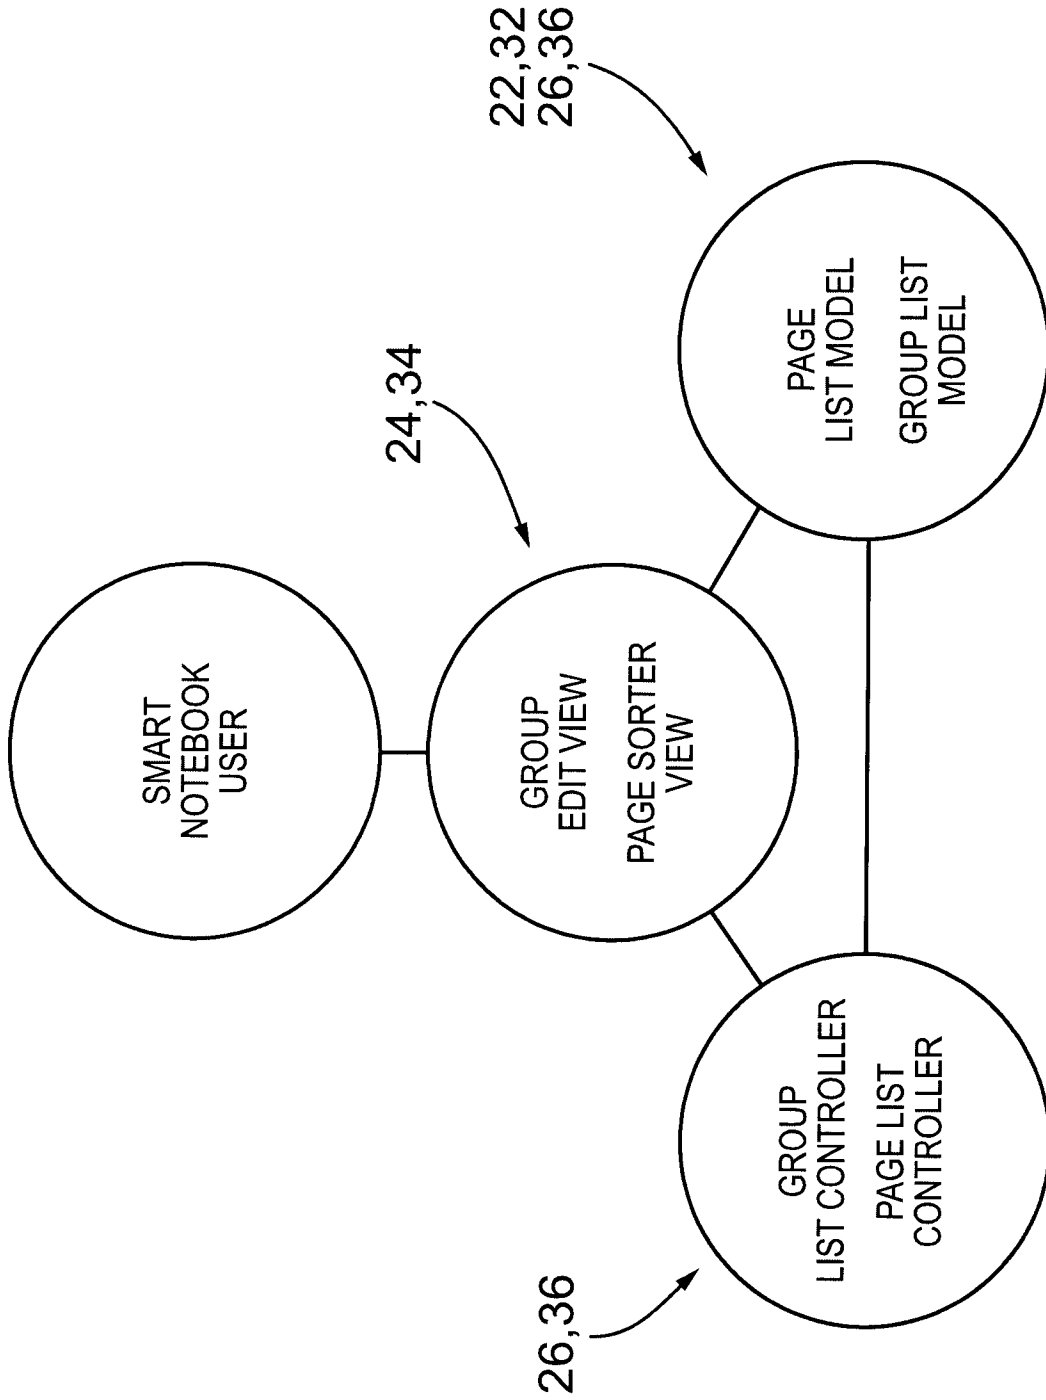 SMART
NOTEBOOK
USER
24,34
GROUP
EDIT VIEW
PAGE SORTER
VIEW
22,32
26,36
26,36
GROUP
LIST CONTROLLER
PAGE LIST
CONTROLLER
PAGE
LIST MODEL
GROUP LIST
MODEL